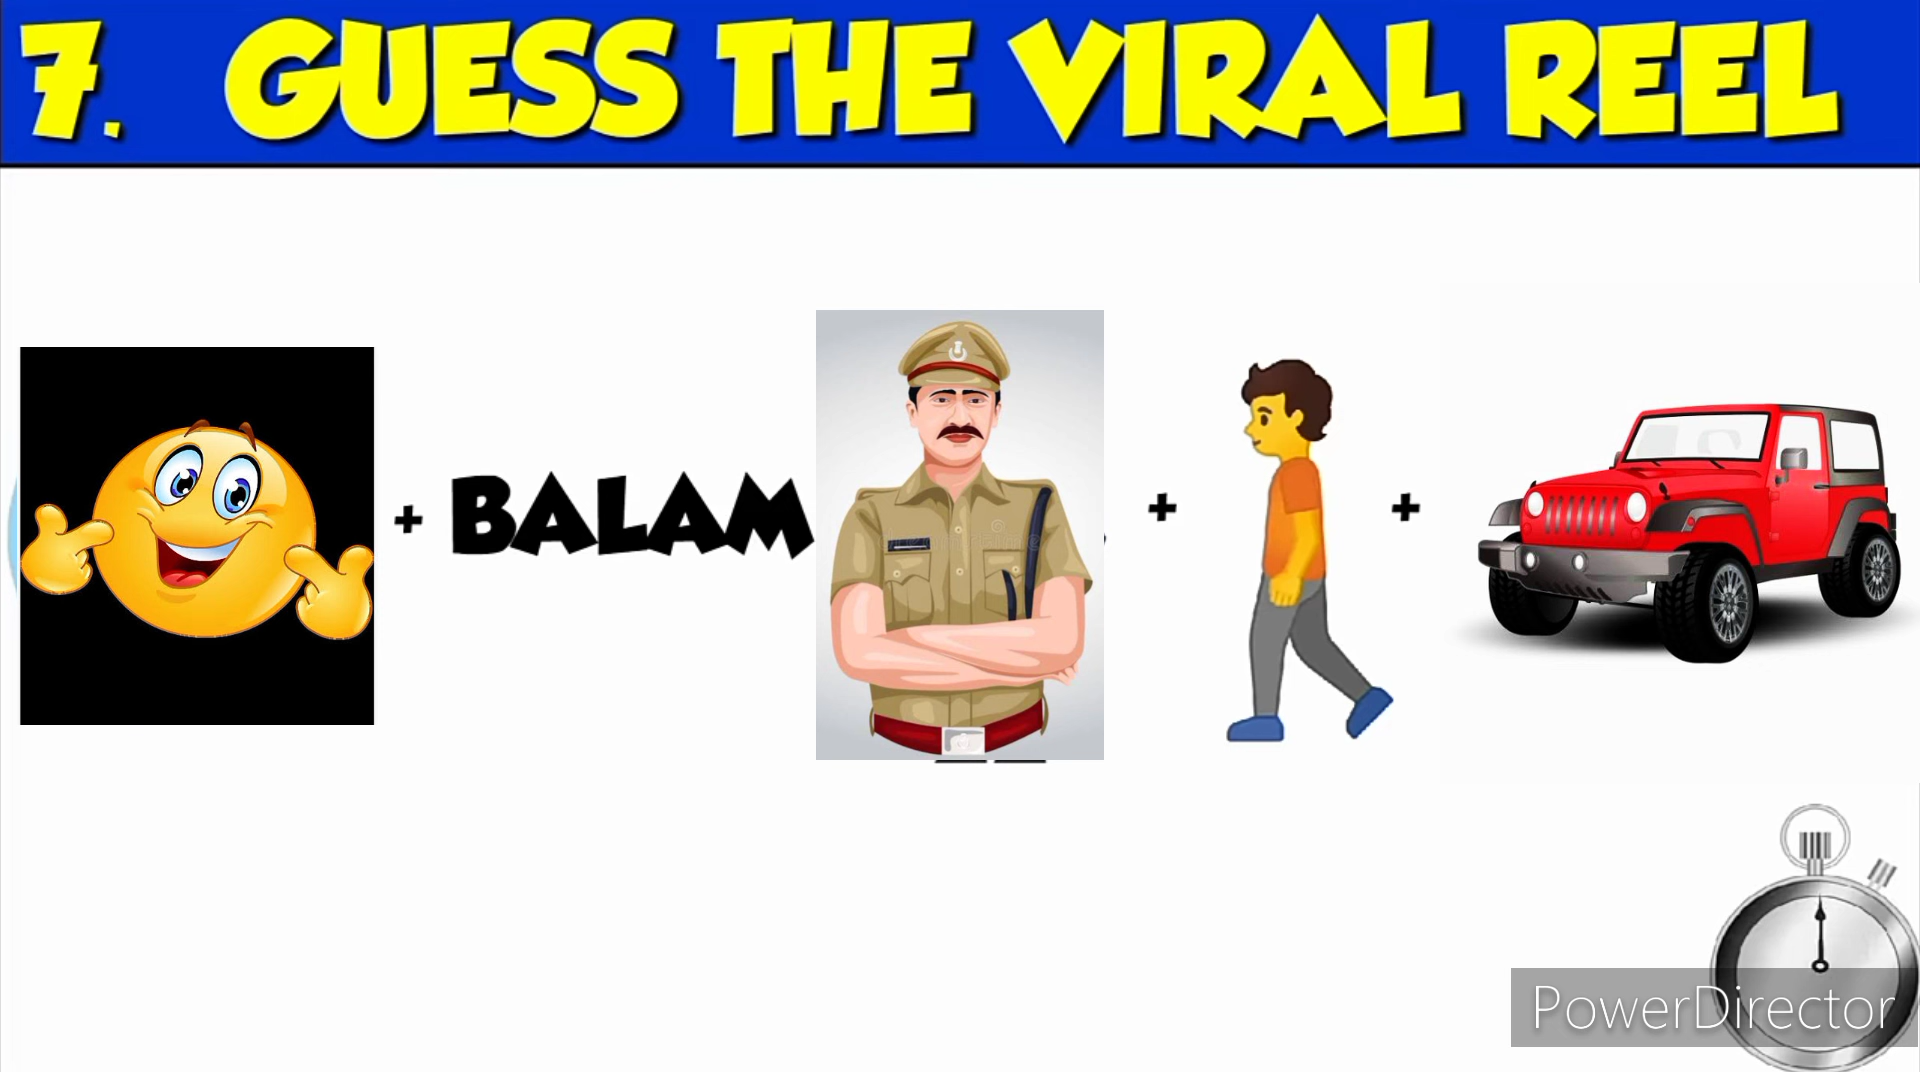 7. GUESS THE VIRAL REEL
+ BALAM + +
PowerDirector